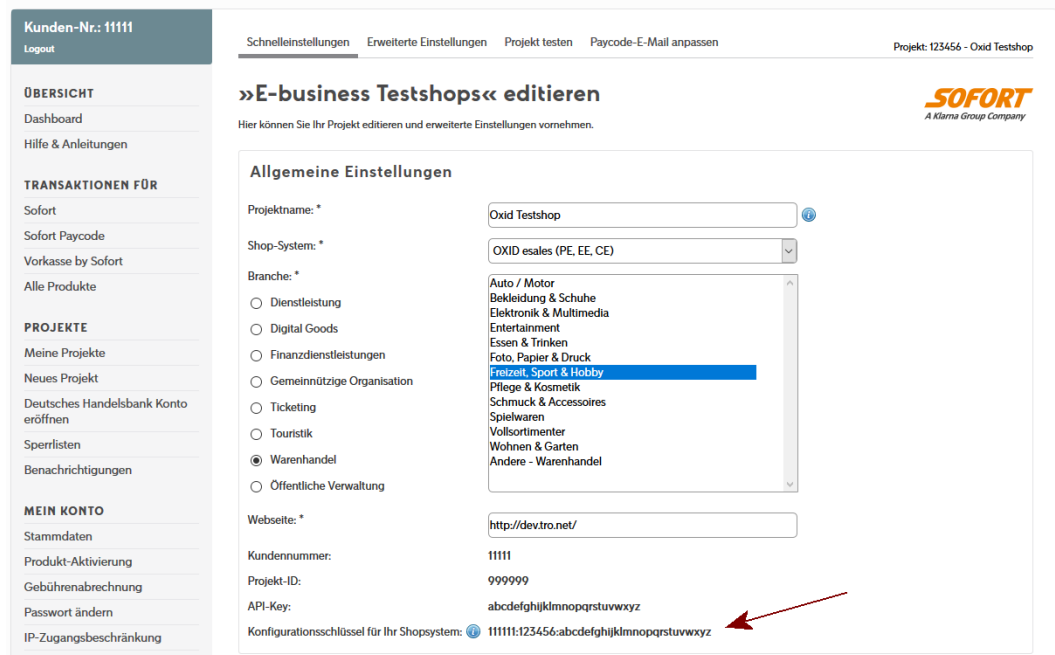 Kunden-Nr.: 11111
Logout
ÜBERSICHT
Dashboard
Hilfe & Anleitungen
TRANSAKTIONEN FÜR
Sofort
Sofort Paycode
Vorkasse by Sofort
Alle Produkte
PROJEKTE
Meine Projekte
Neues Projekt
Deutsches Handelsbank Konto
eröffnen
Sperrlisten
Benachrichtigungen
MEIN KONTO
Stammdaten
Produkt-Aktivierung
Gebührenabrechnung
Passwort ändern
IP-Zugangsbeschränkung
Schnelleinstellungen Erweiterte Einstellungen Projekt testen Paycode-E-Mail anpassen
Projekt: 123456 - Oxid Testshop
»E-business Testshops« editieren
Hier können Sie Ihr Projekt editieren und erweiterte Einstellungen vornehmen.
SOFORT
A Klarna Group Company
Allgemeine Einstellungen
Projektname: * Oxid Testshop
Shop-System: * OXID esales (PE, EE, CE)
Branche: *
Dienstleistung
Digital Goods
Finanzdienstleistungen
Gemeinnützige Organisation
Ticketing
Touristik
Warenhandel
Öffentliche Verwaltung
Auto / Motor
Bekleidung & Schuhe
Elektronik & Multimedia
Entertainment
Essen & Trinken
Foto, Papier & Druck
Freizeit, Sport & Hobby
Pflege & Kosmetik
Schmuck & Accessoires
Spielwaren
Vollsortimenter
Wohnen & Garten
Andere - Warenhandel
Webseite: * http://dev.tro.net/
Kundennummer: 11111
Projekt-ID: 999999
API-Key: abcdefghijklmnopqrstuvwxyz
Konfigurationsschlüssel für Ihr Shopsystem: 111111:123456:abcdefghijklmnopqrstuvwxyz